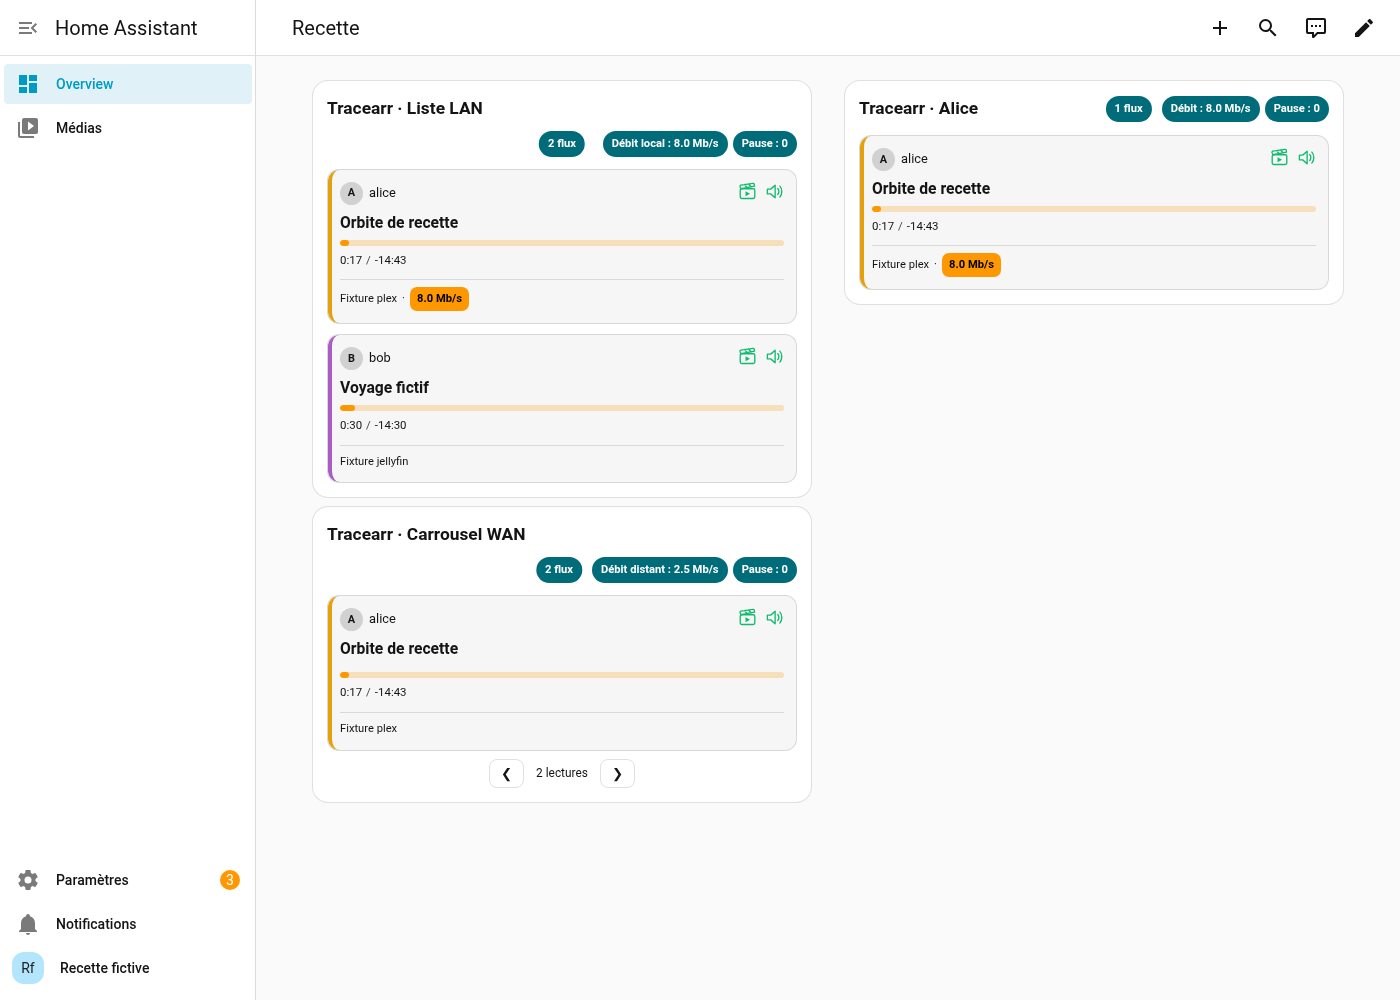 Home Assistant
Recette
Overview
Médias
Tracearr · Liste LAN
2 flux
Débit local : 8.0 Mb/s
Pause : 0
A
alice
Orbite de recette
0:17 / -14:43
Fixture plex · 8.0 Mb/s
B
bob
Voyage fictif
0:30 / -14:30
Fixture jellyfin
Tracearr · Carrousel WAN
2 flux
Débit distant : 2.5 Mb/s
Pause : 0
A
alice
Orbite de recette
0:17 / -14:43
Fixture plex
❮ 2 lectures ❯
Tracearr · Alice
1 flux
Débit : 8.0 Mb/s
Pause : 0
A
alice
Orbite de recette
0:17 / -14:43
Fixture plex · 8.0 Mb/s
Paramètres
3
Notifications
Rf
Recette fictive